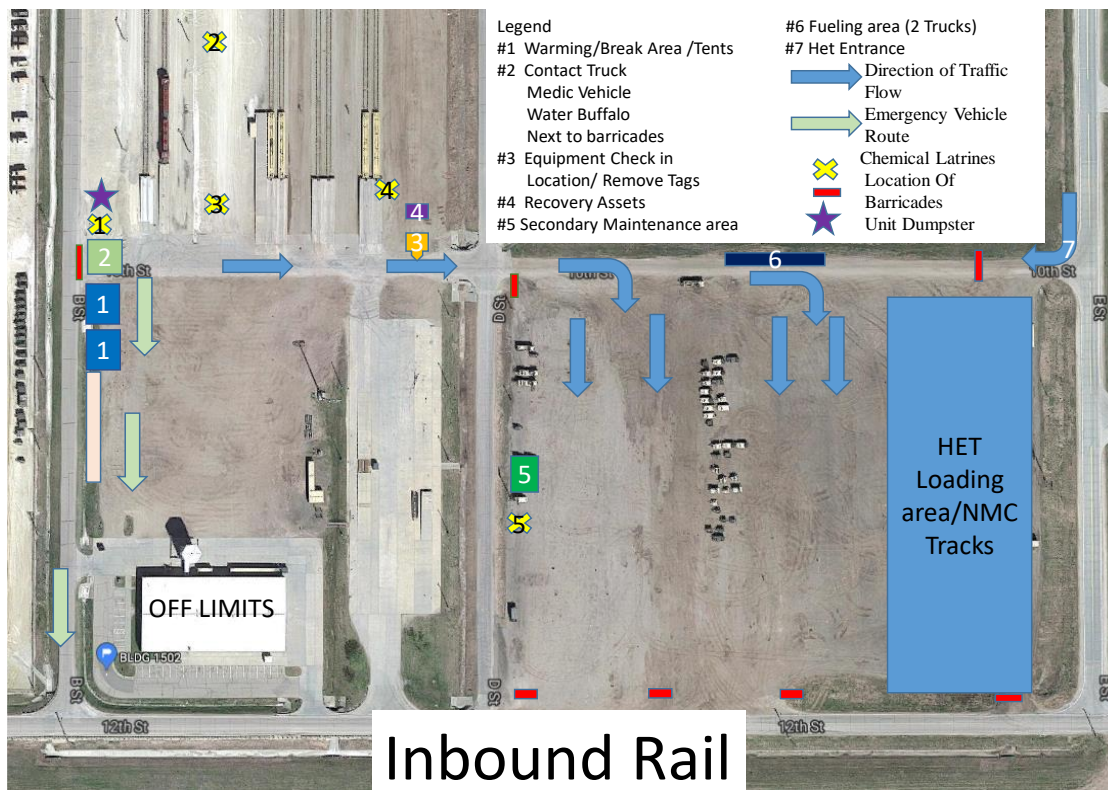 Legend
#1 Warming/Break Area /Tents
#2 Contact Truck
Medic Vehicle
Water Buffalo
Next to barricades
#3 Equipment Check in
Location/ Remove Tags
#4 Recovery Assets
#5 Secondary Maintenance area
#6 Fueling area (2 Trucks)
#7 Het Entrance
Direction of Traffic
Flow
Emergency Vehicle
Route
Chemical Latrines
Location Of
Barricades
Unit Dumpster
2
3
4
4
1
3
2
10th St
6
7
10th St
B St
1
1
D St
E St
5
5
HET
Loading
area/NMC
Tracks
OFF LIMITS
BLDG 1502
B St
D St
E St
12th St
12th St
Inbound Rail